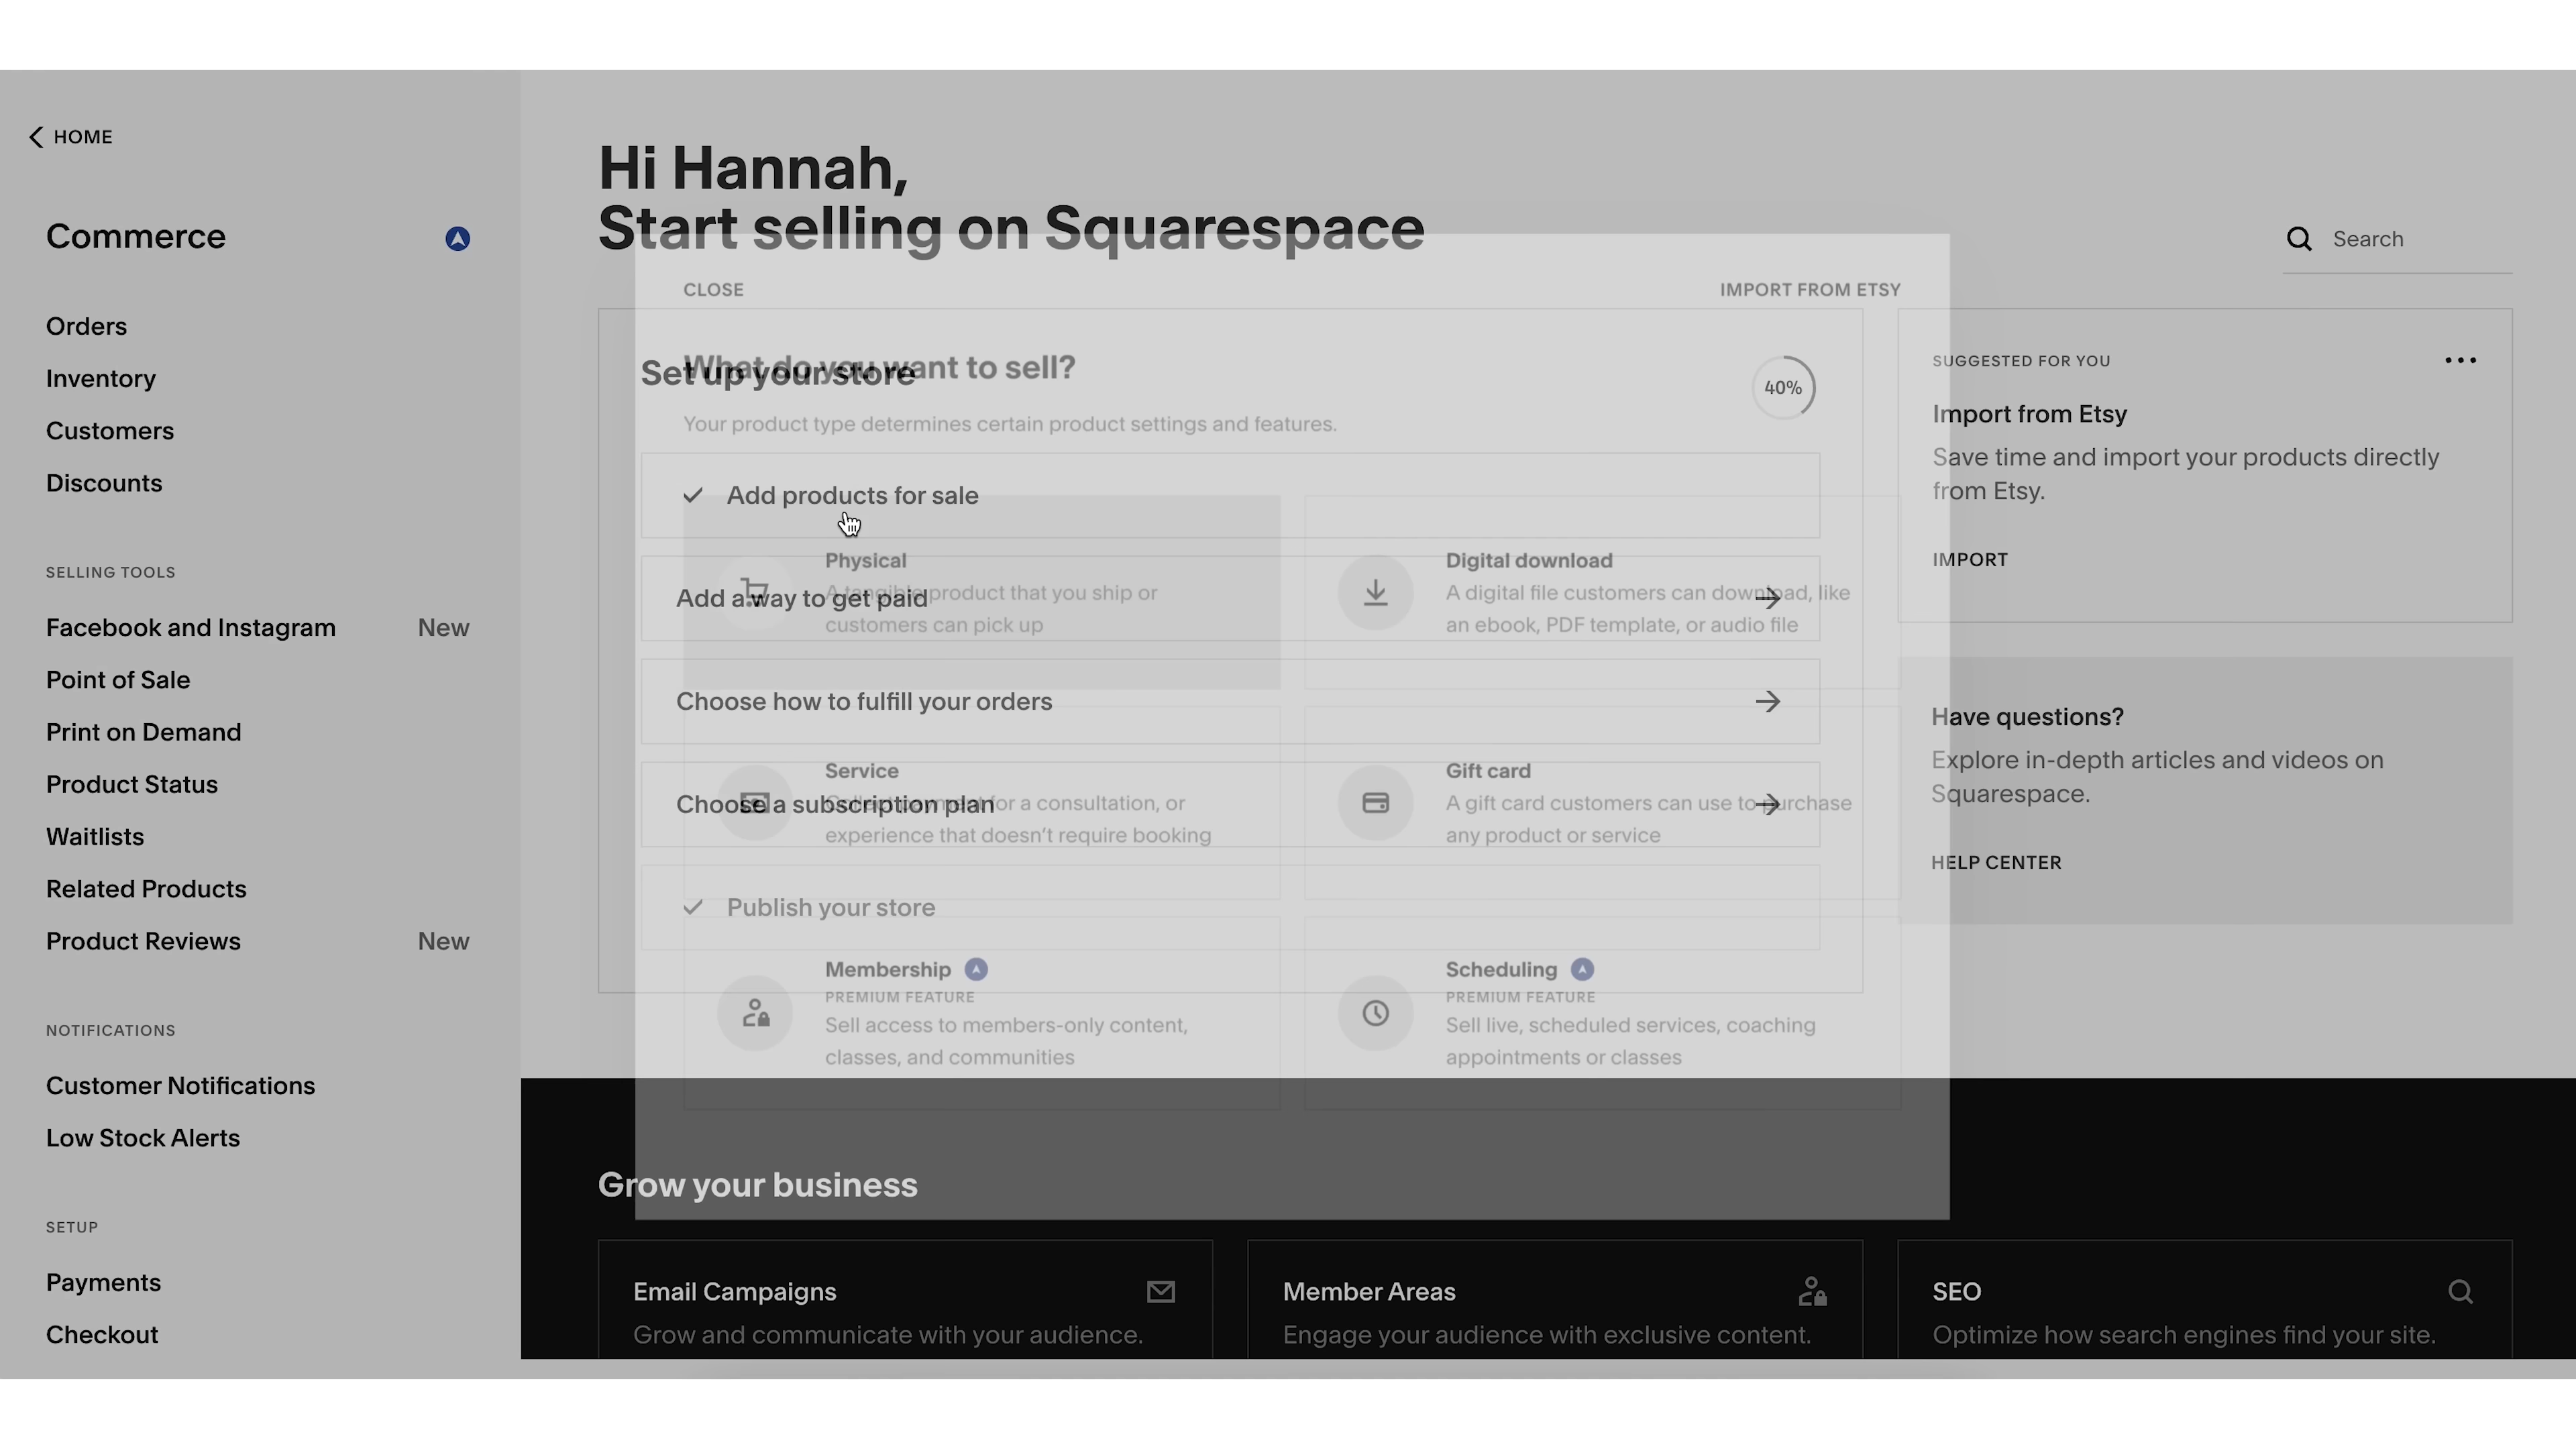 HOME
Commerce
Orders
Inventory
Customers
Discounts
SELLING TOOLS
Facebook and Instagram New
Point of Sale
Print on Demand
Product Status
Waitlists
Related Products
Product Reviews New
NOTIFICATIONS
Customer Notifications
Low Stock Alerts
SETUP
Payments
Checkout
Hi Hannah,
Start selling on Squarespace
Search
CLOSE
IMPORT FROM ETSY
Set up your store
40%
What do you want to sell?
Your product type determines certain product settings and features.
Add products for sale
Add a way to get paid
Choose how to fulfill your orders
Choose a subscription plan
Publish your store
Physical
A tangible product that you ship or
customers can pick up
Digital download
A digital file customers can download, like
an ebook, PDF template, or audio file
Service
Collect payment for a consultation, or
experience that doesn't require booking
Gift card
A gift card customers can use to purchase
any product or service
Membership
PREMIUM FEATURE
Sell access to members-only content,
classes, and communities
Scheduling
PREMIUM FEATURE
Sell live, scheduled services, coaching
appointments or classes
SUGGESTED FOR YOU
Import from Etsy
Save time and import your products directly
from Etsy.
IMPORT
Have questions?
Explore in-depth articles and videos on
Squarespace.
HELP CENTER
Grow your business
Email Campaigns
Grow and communicate with your audience.
Member Areas
Engage your audience with exclusive content.
SEO
Optimize how search engines find your site.